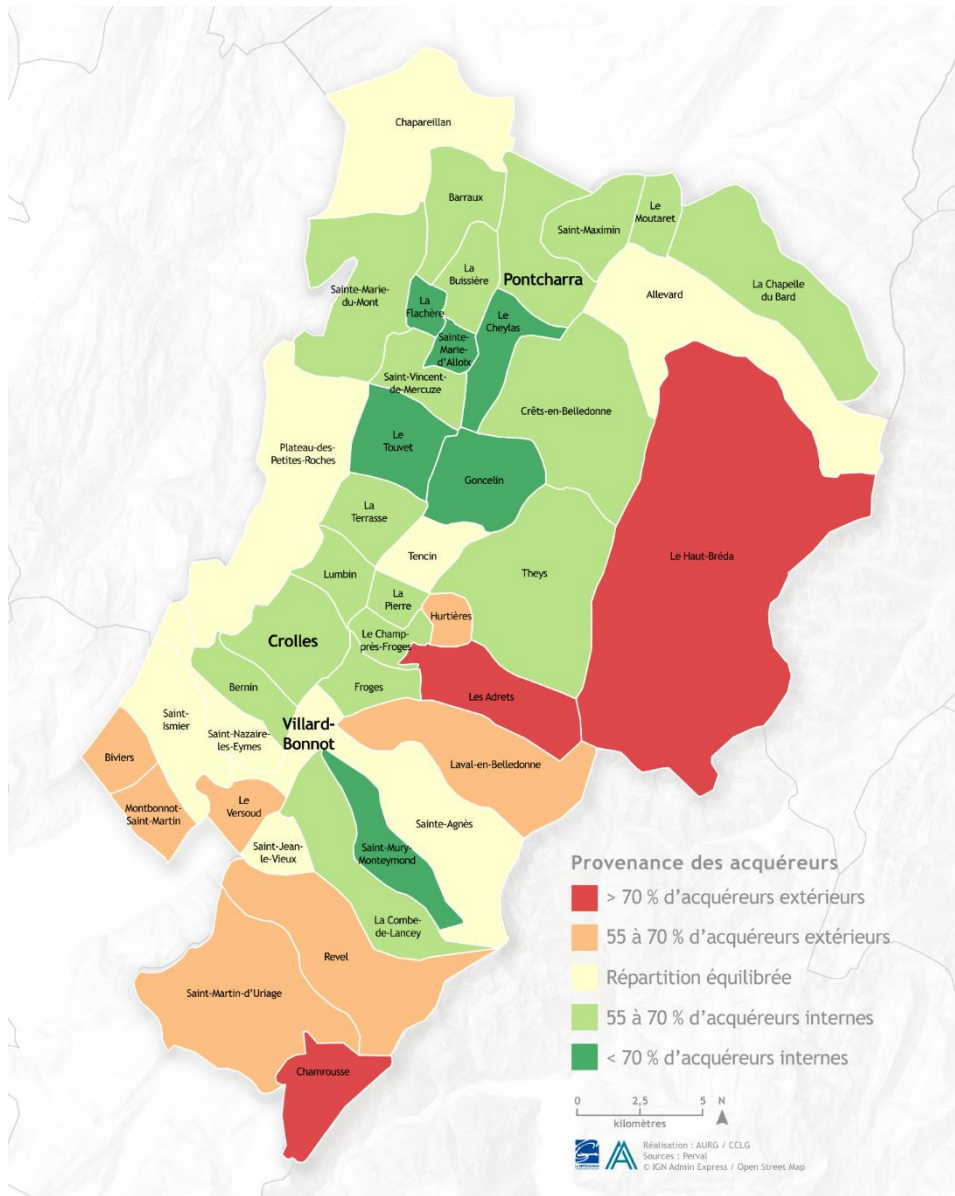 Chapareillan
Barraux
Le
Moutaret
Saint-Maximin
La
Buissière
Pontcharra
La Chapelle
du Bard
Sainte-Marie-
du-Mont
Allevard
La
Flachère
Le
Cheylas
Sainte-
Marie-
d'Alloix
Saint-Vincent-
de-Mercuze
Crêts-en-Belledonne
Le
Touvet
Plateau-des-
Petites-Roches
Goncelin
La
Terrasse
Tencin
Le Haut-Bréda
Lumbin
Theys
La
Pierre
Hurtières
Crolles
Le Champ-
près-Froges
Bernin
Froges
Les Adrets
Saint-
Ismier
Saint-Nazaire-
les-Eymes
Villard-
Bonnot
Biviers
Laval-en-Belledonne
Montbonnot-
Saint-Martin
Le
Versoud
Sainte-Agnès
Saint-Jean-
le-Vieux
Saint-Mury-
Monteymond
La Combe-
de-Lancey
Revel
Saint-Martin-d'Uriage
Chamrousse
Provenance des acquéreurs
> 70 % d'acquéreurs extérieurs
55 à 70 % d'acquéreurs extérieurs
Répartition équilibrée
55 à 70 % d'acquéreurs internes
< 70 % d'acquéreurs internes
0 2,5 5 N
kilomètres
Réalisation : AURG / CCLG
Sources : Perval
© IGN Admin Express / Open Street Map